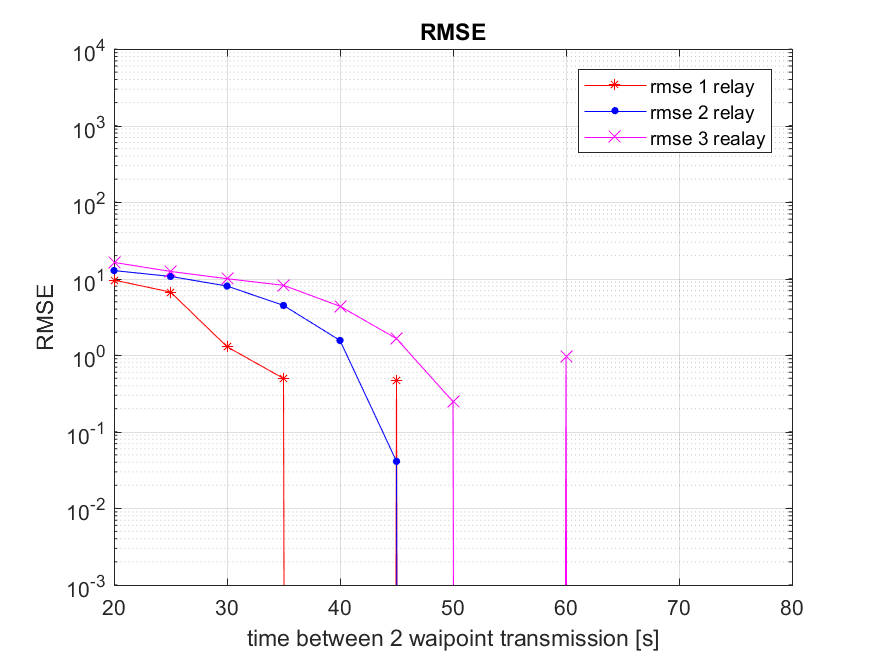 RMSE
10^4
10^3
10^2
10^1
10^0
10^-1
10^-2
10^-3
RMSE
rmse 1 relay
rmse 2 relay
rmse 3 realay
20 30 40 50 60 70 80
time between 2 waipoint transmission [s]